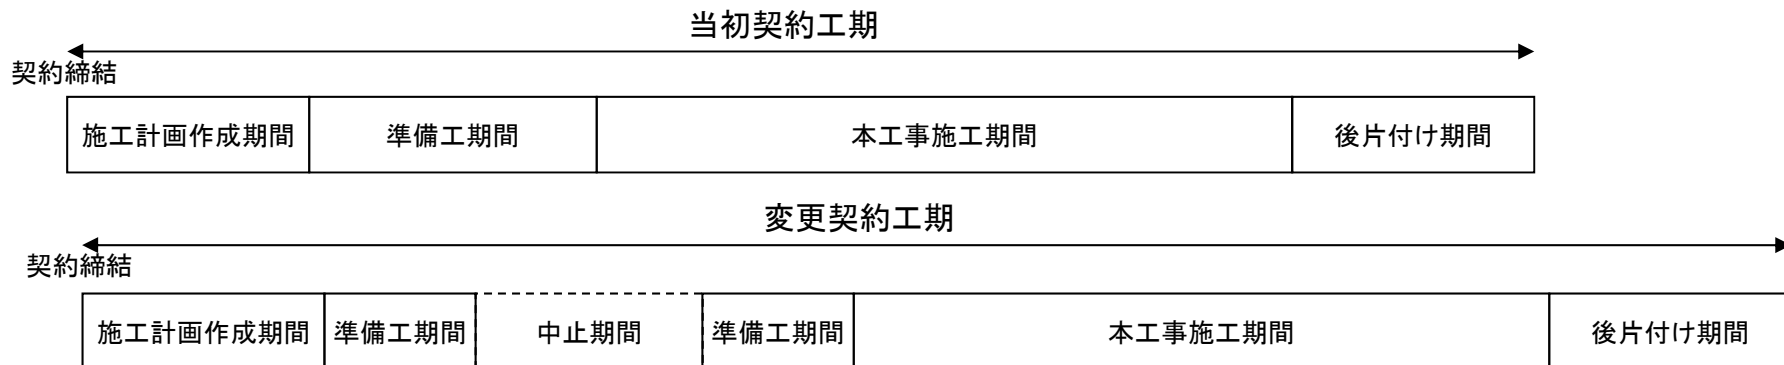 当初契約工期
契約締結
施工計画作成期間 準備工期間 本工事施工期間 後片付け期間
変更契約工期
契約締結
施工計画作成期間 準備工期間 中止期間 準備工期間 本工事施工期間 後片付け期間